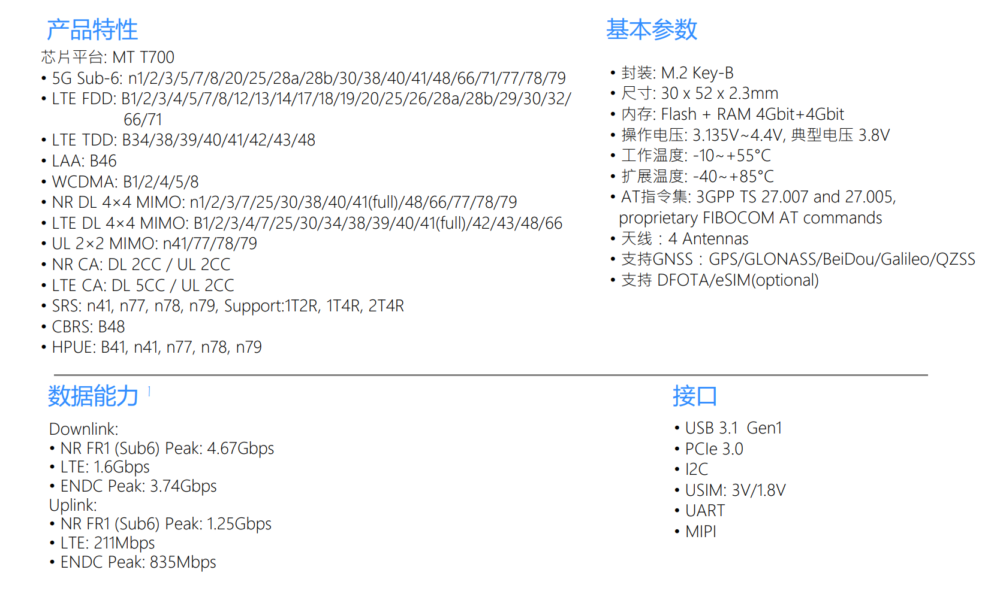 产品特性
芯片平台: MT T700
• 5G Sub-6: n1/2/3/5/7/8/20/25/28a/28b/30/38/40/41/48/66/71/77/78/79
• LTE FDD: B1/2/3/4/5/7/8/12/13/14/17/18/19/20/25/26/28a/28b/29/30/32/
66/71
• LTE TDD: B34/38/39/40/41/42/43/48
• LAA: B46
• WCDMA: B1/2/4/5/8
• NR DL 4×4 MIMO: n1/2/3/7/25/30/38/40/41(full)/48/66/77/78/79
• LTE DL 4×4 MIMO: B1/2/3/4/7/25/30/34/38/39/40/41(full)/42/43/48/66
• UL 2×2 MIMO: n41/77/78/79
• NR CA: DL 2CC / UL 2CC
• LTE CA: DL 5CC / UL 2CC
• SRS: n41, n77, n78, n79, Support:1T2R, 1T4R, 2T4R
• CBRS: B48
• HPUE: B41, n41, n77, n78, n79
基本参数
• 封装: M.2 Key-B
• 尺寸: 30 x 52 x 2.3mm
• 内存: Flash + RAM 4Gbit+4Gbit
• 操作电压: 3.135V~4.4V, 典型电压 3.8V
• 工作温度: -10~+55°C
• 扩展温度: -40~+85°C
• AT指令集: 3GPP TS 27.007 and 27.005,
proprietary FIBOCOM AT commands
• 天线：4 Antennas
• 支持GNSS：GPS/GLONASS/BeiDou/Galileo/QZSS
• 支持 DFOTA/eSIM(optional)
数据能力 1
Downlink:
• NR FR1 (Sub6) Peak: 4.67Gbps
• LTE: 1.6Gbps
• ENDC Peak: 3.74Gbps
Uplink:
• NR FR1 (Sub6) Peak: 1.25Gbps
• LTE: 211Mbps
• ENDC Peak: 835Mbps
接口
• USB 3.1 Gen1
• PCIe 3.0
• I2C
• USIM: 3V/1.8V
• UART
• MIPI